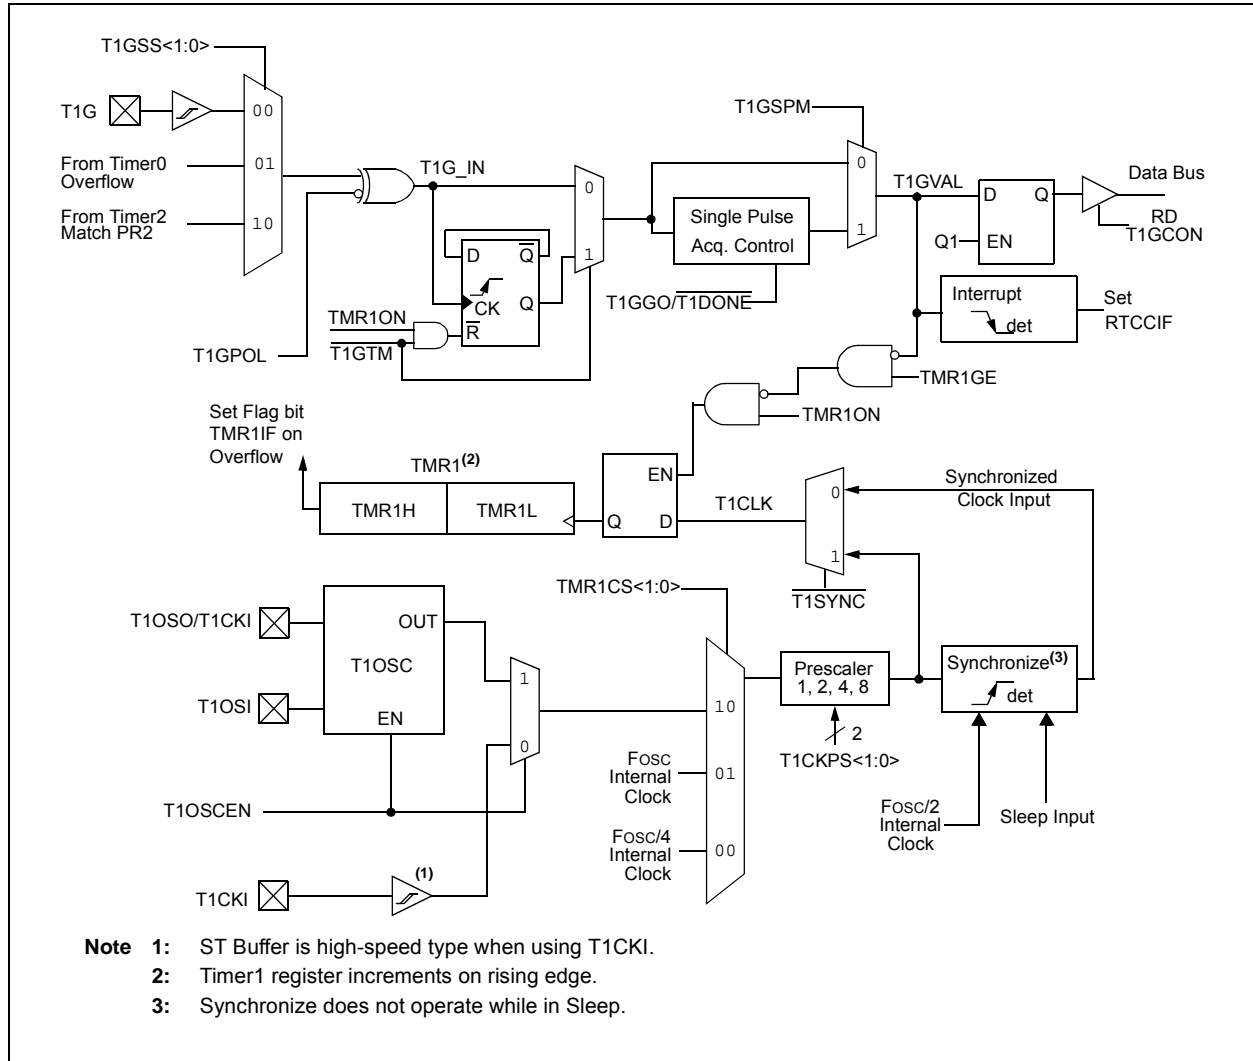 T1GSS<1:0>
T1G
00
From Timer0
Overflow
01
From Timer2
Match PR2
10
T1G_IN
0
1
D
Q
CK
Q
R
TMR1ON
T1GTM
T1GPOL
T1GSPM
0
1
Single Pulse
Acq. Control
T1GGO/T1DONE
T1GVAL
D
Q
Q1
EN
Data Bus
RD
T1GCON
Interrupt
det
Set
RTCCIF
TMR1GE
TMR1ON
Set Flag bit
TMR1IF on
Overflow
TMR1(2)
TMR1H
TMR1L
EN
Q
D
T1CLK
0
1
T1SYNC
Synchronized
Clock Input
TMR1CS<1:0>
T1OSO/T1CKI
OUT
T1OSC
T1OSI
EN
1
0
T1OSCEN
T1CKI
(1)
10
FOSC
Internal
Clock
01
FOSC/4
Internal
Clock
00
Prescaler
1, 2, 4, 8
2
T1CKPS<1:0>
Synchronize(3)
det
FOSC/2
Internal
Clock
Sleep Input
Note 1: ST Buffer is high-speed type when using T1CKI.
2: Timer1 register increments on rising edge.
3: Synchronize does not operate while in Sleep.